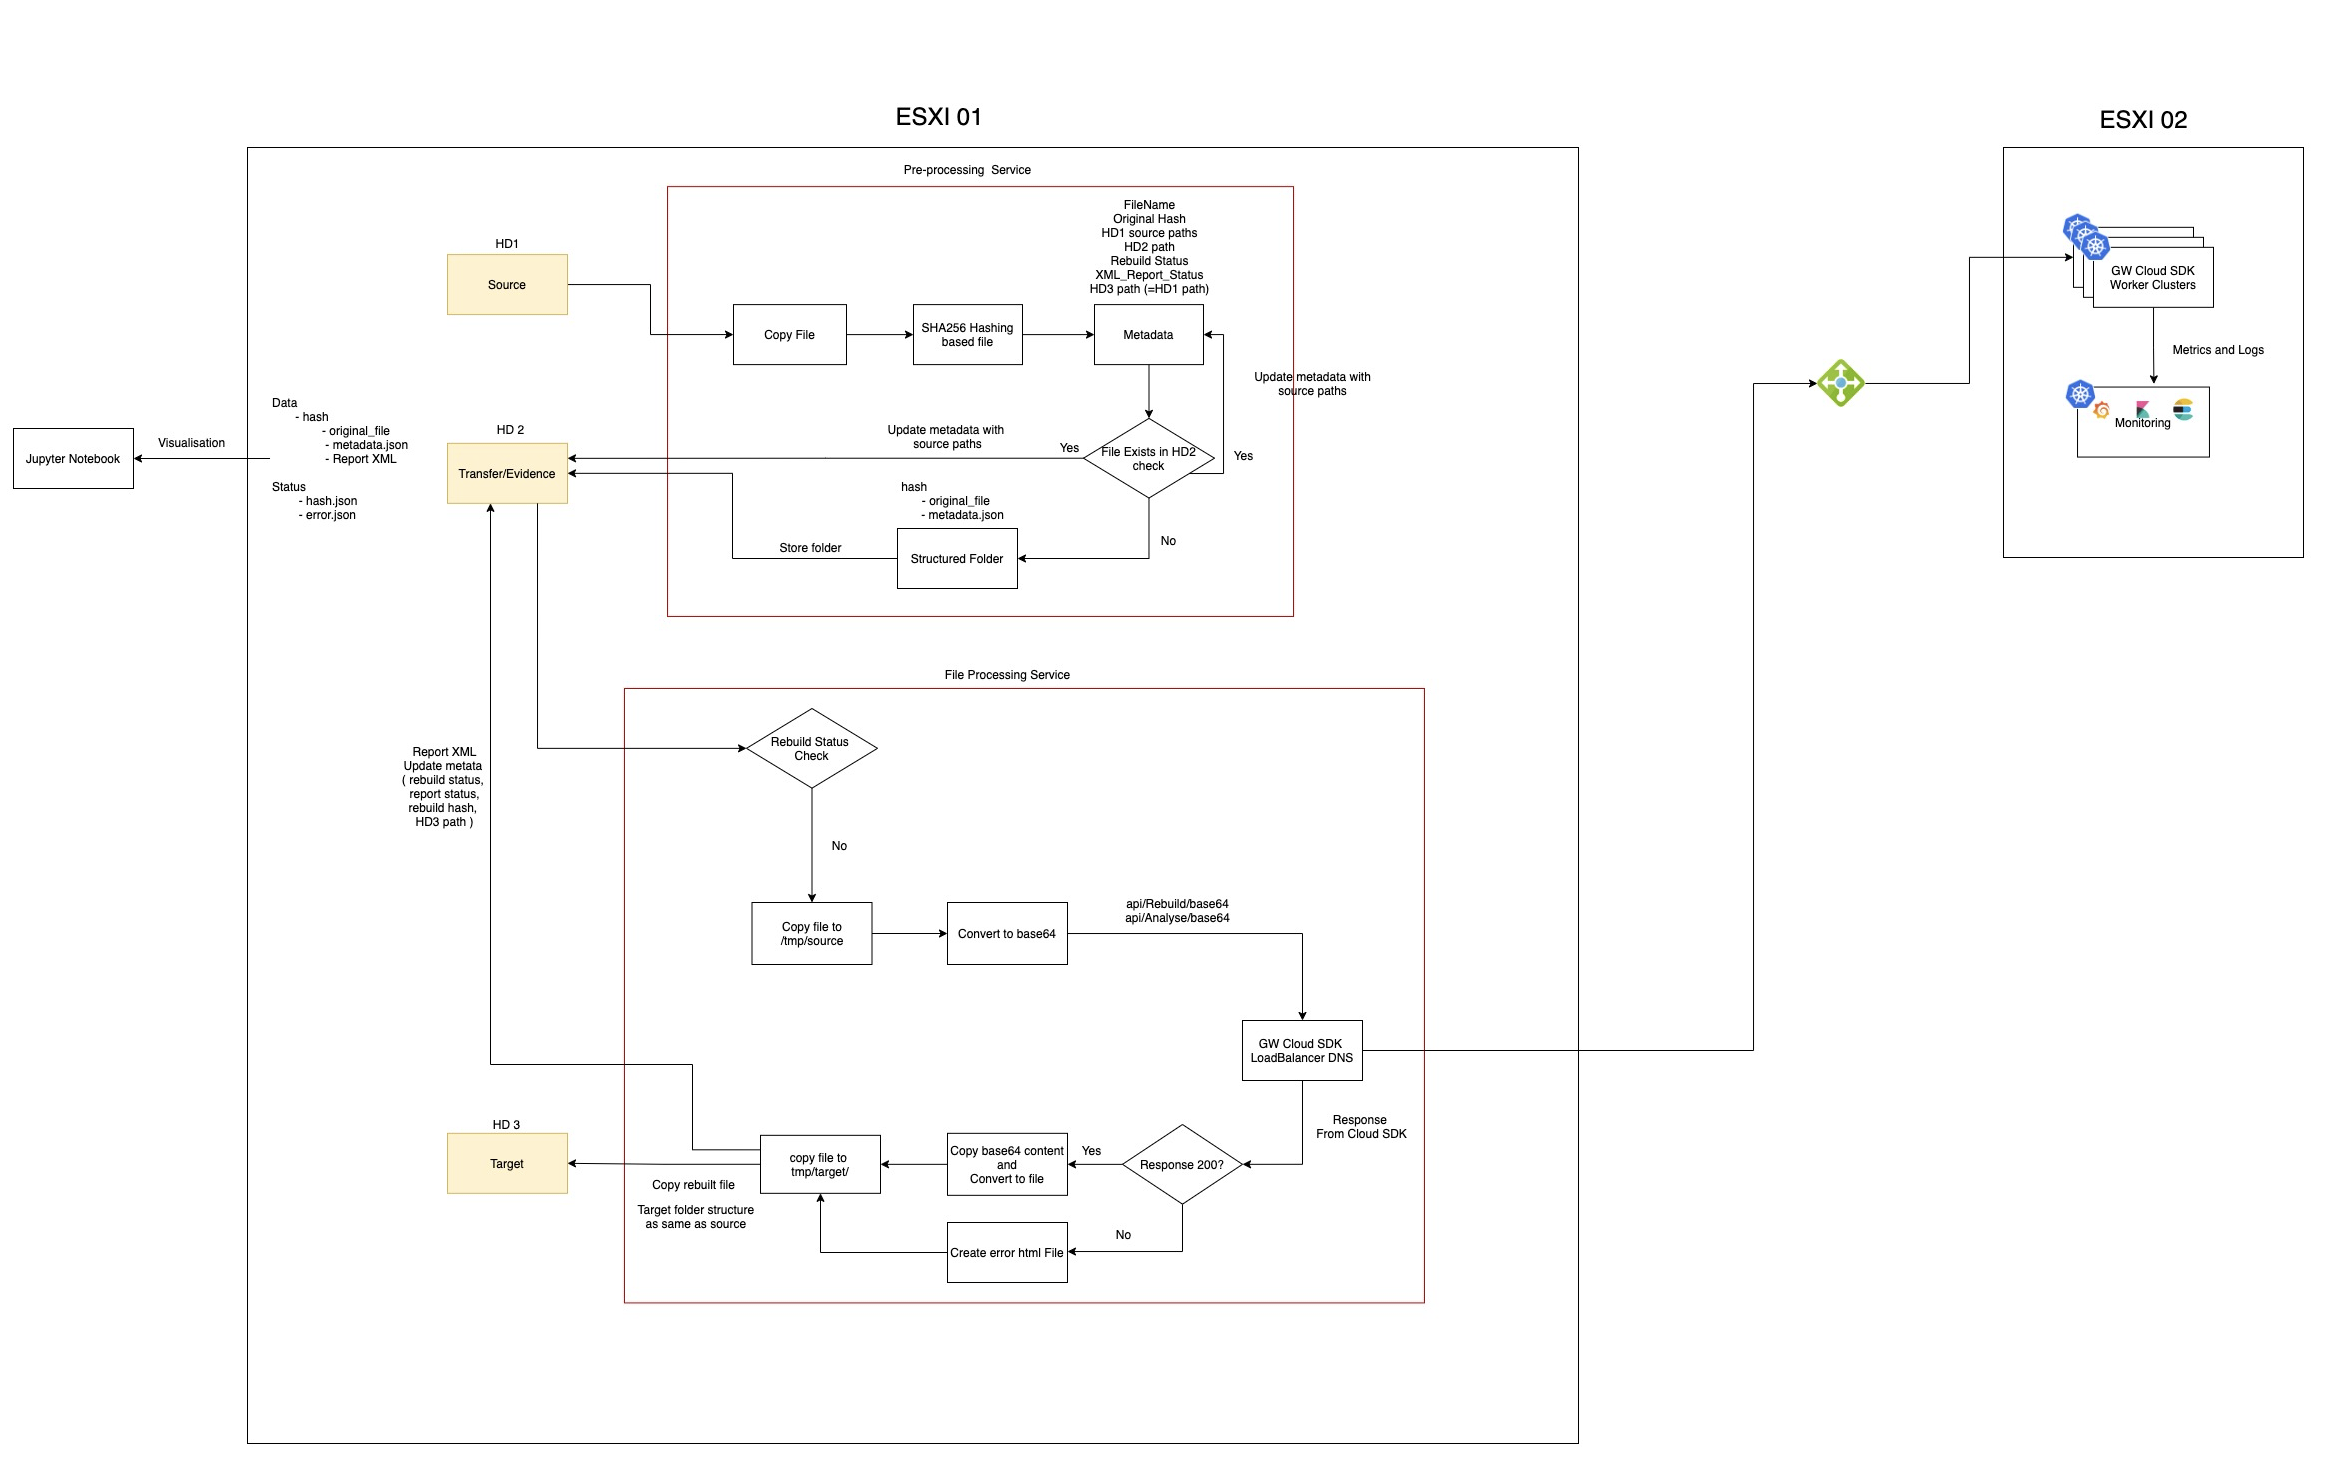 ESXI 01
ESXI 02
Pre-processing  Service
FileName
Original Hash
HD1 source paths
HD2 path
Rebuild Status
XML_Report_Status
HD3 path (=HD1 path)
HD1
Source
Copy File
SHA256 Hashing
based file
Metadata
Update metadata with
source paths
GW Cloud SDK
Worker Clusters
Metrics and Logs
Monitoring
Data
- hash
- original_file
- metadata.json
- Report XML
Status
- hash.json
- error.json
Jupyter Notebook
Visualisation
HD 2
Transfer/Evidence
Update metadata with
source paths
Yes
File Exists in HD2
check
Yes
hash
- original_file
- metadata.json
No
Store folder
Structured Folder
File Processing Service
Rebuild Status
Check
Report XML
Update metata
( rebuild status,
report status,
rebuild hash,
HD3 path )
No
Copy file to
/tmp/source
Convert to base64
api/Rebuild/base64
api/Analyse/base64
GW Cloud SDK
LoadBalancer DNS
Response
From Cloud SDK
HD 3
Target
copy file to
tmp/target/
Copy base64 content
and
Convert to file
Yes
Response 200?
Copy rebuilt file
Target folder structure
as same as source
No
Create error html File